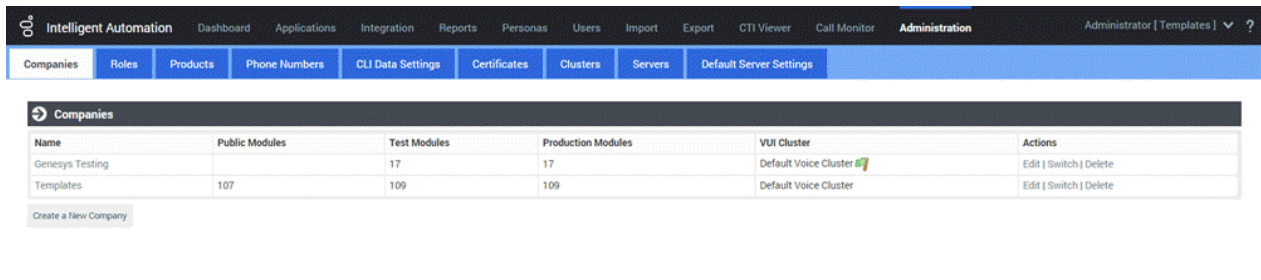 Intelligent Automation Dashboard Applications Integration Reports Personas Users Import Export CTI Viewer Call Monitor Administration Administrator [ Templates ] ?
Companies Roles Products Phone Numbers CLI Data Settings Certificates Clusters Servers Default Server Settings
Companies
Name Public Modules Test Modules Production Modules VUI Cluster Actions
Genesys Testing 17 17 Default Voice Cluster Edit | Switch | Delete
Templates 107 109 109 Default Voice Cluster Edit | Switch | Delete
Create a New Company